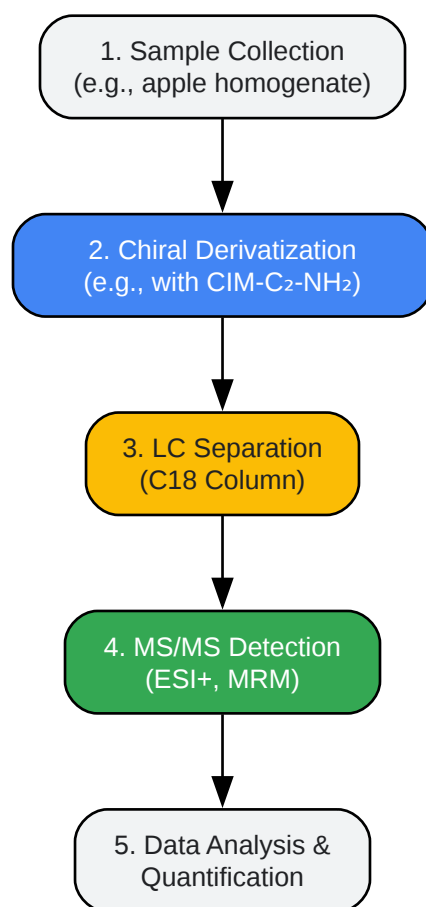 1. Sample Collection
(e.g., apple homogenate)
2. Chiral Derivatization
(e.g., with CIM-C₂-NH₂)
3. LC Separation
(C18 Column)
4. MS/MS Detection
(ESI+, MRM)
5. Data Analysis &
Quantification